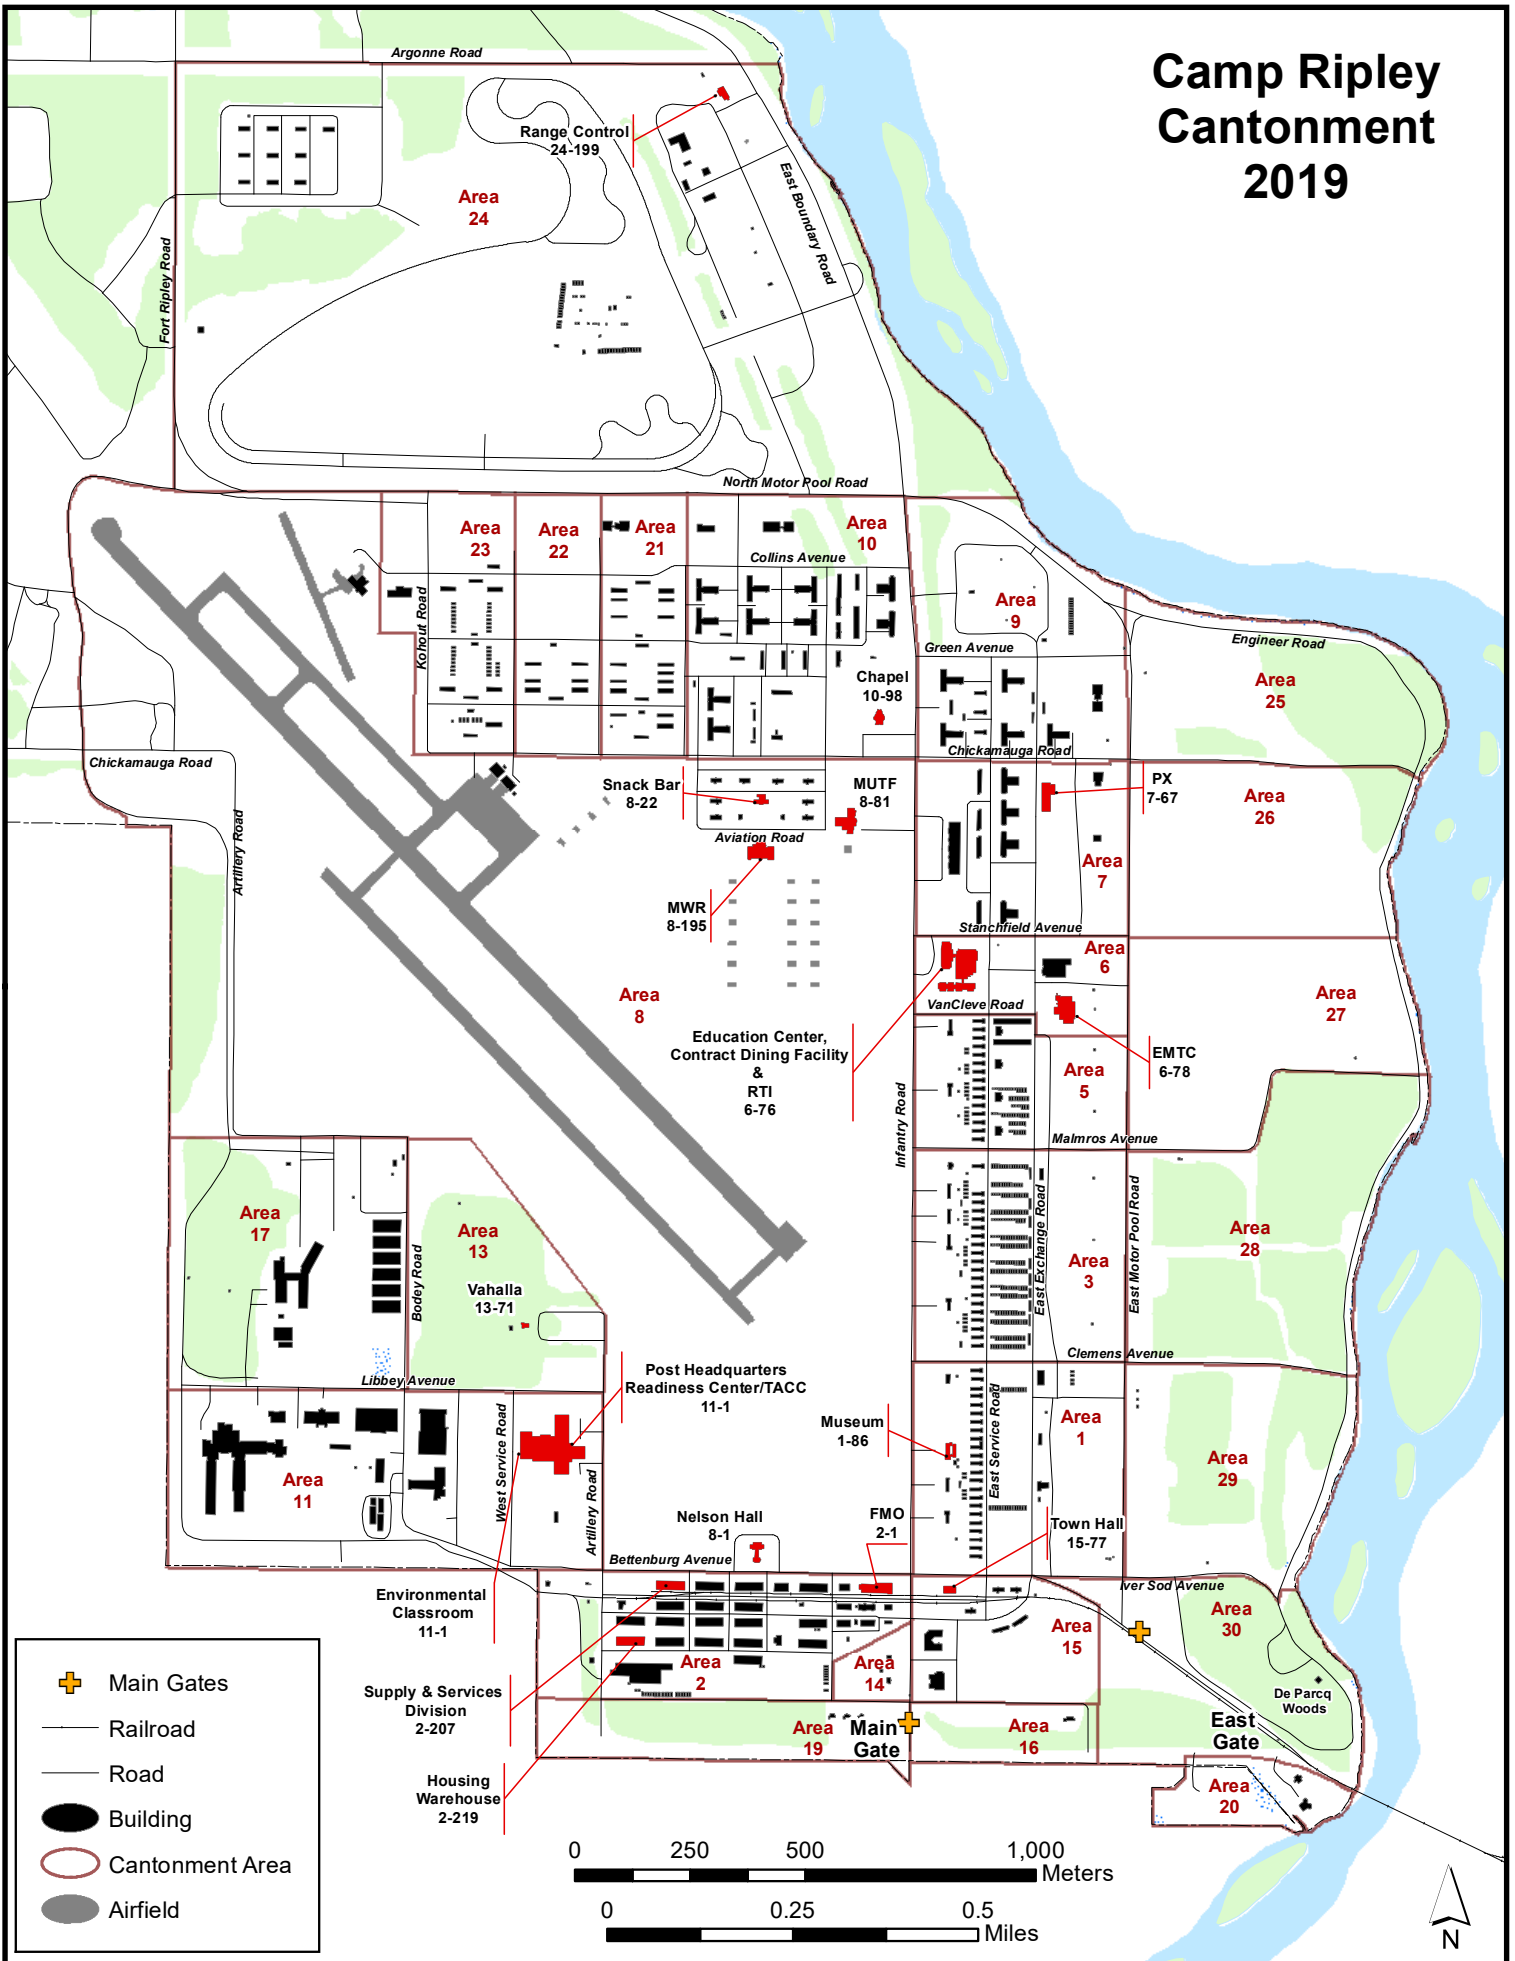 Camp Ripley
Cantonment
2019
Argonne Road
Range Control
24-199
Area
24
East Boundary Road
Fort Ripley Road
North Motor Pool Road
Area
23
Area
22
Area
21
Area
10
Collins Avenue
Kohout Road
Area
9
Green Avenue
Engineer Road
Area
25
Chapel
10-98
Chickamauga Road
Chickamauga Road
Snack Bar
8-22
MUTF
8-81
PX
7-67
Area
26
Aviation Road
Artillery Road
Area
7
MWR
8-195
Stanchfield Avenue
Area
6
Area
8
VanCleve Road
Area
27
Education Center,
Contract Dining Facility
&
RTI
6-76
EMTC
6-78
Area
5
Infantry Road
Malmros Avenue
Area
17
Area
13
East Exchange Road
East Motor Pool Road
Area
28
Area
3
Bodey Road
Vahalla
13-71
Clemens Avenue
Libbey Avenue
Post Headquarters
Readiness Center/TACC
11-1
West Service Road
Museum
1-86
East Service Road
Area
1
Area
29
Area
11
Artillery Road
Nelson Hall
8-1
FMO
2-1
Town Hall
15-77
Bettenburg Avenue
Iver Sod Avenue
Environmental
Classroom
11-1
Area
30
Area
15
Area
2
Area
14
Supply & Services
Division
2-207
De Parcq
Woods
Area
19
Main
Gate
Area
16
East
Gate
Housing
Warehouse
2-219
Area
20
Main Gates
Railroad
Road
Building
Cantonment Area
Airfield
0 250 500 1,000
Meters
0 0.25 0.5
Miles
N